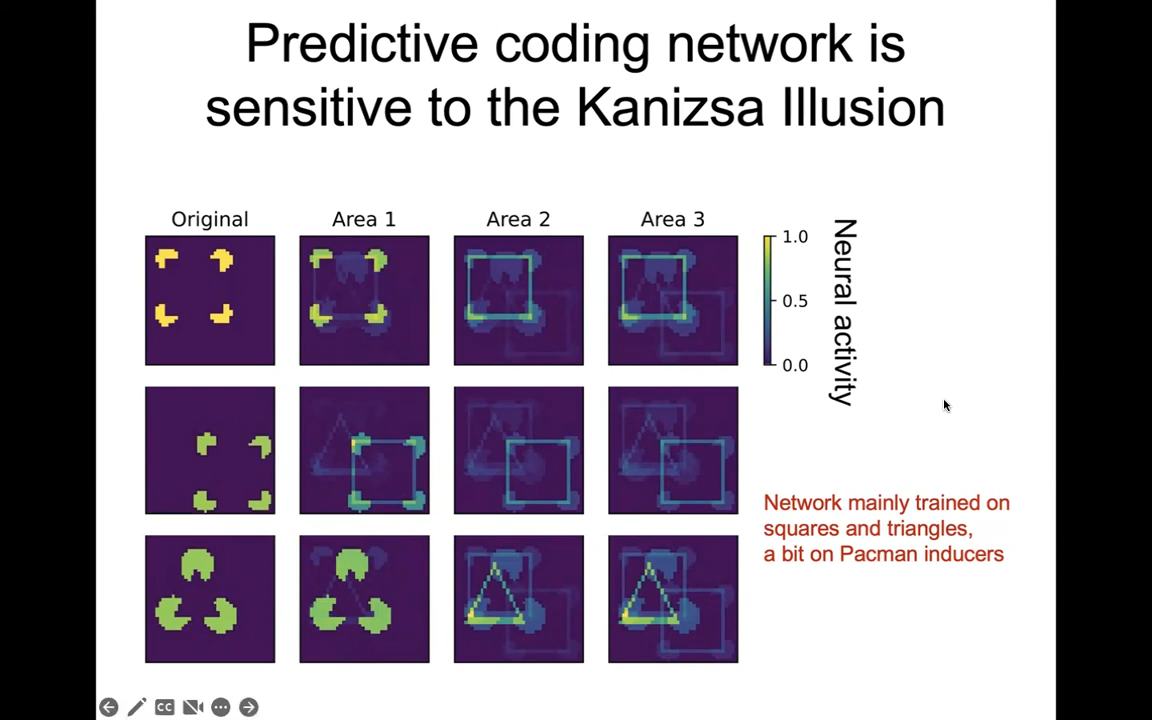 Predictive coding network is
sensitive to the Kanizsa Illusion
Original
Area 1
Area 2
Area 3
1.0
0.5
0.0
Neural activity
Network mainly trained on
squares and triangles,
a bit on Pacman inducers
CC